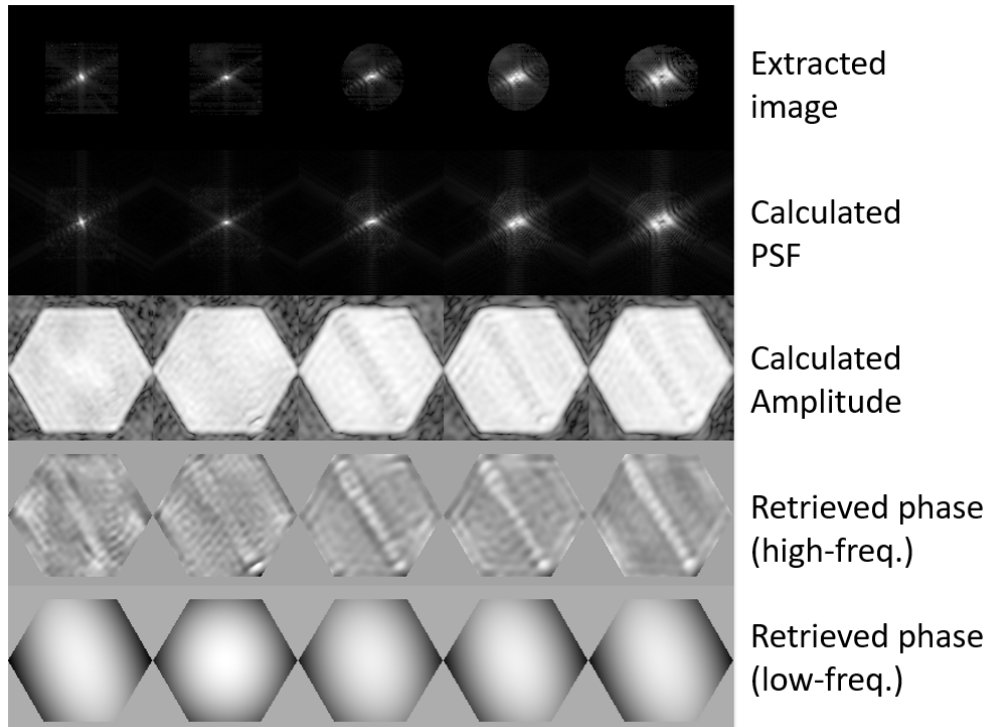 Extracted
image
Calculated
PSF
Calculated
Amplitude
Retrieved phase
(high-freq.)
Retrieved phase
(low-freq.)